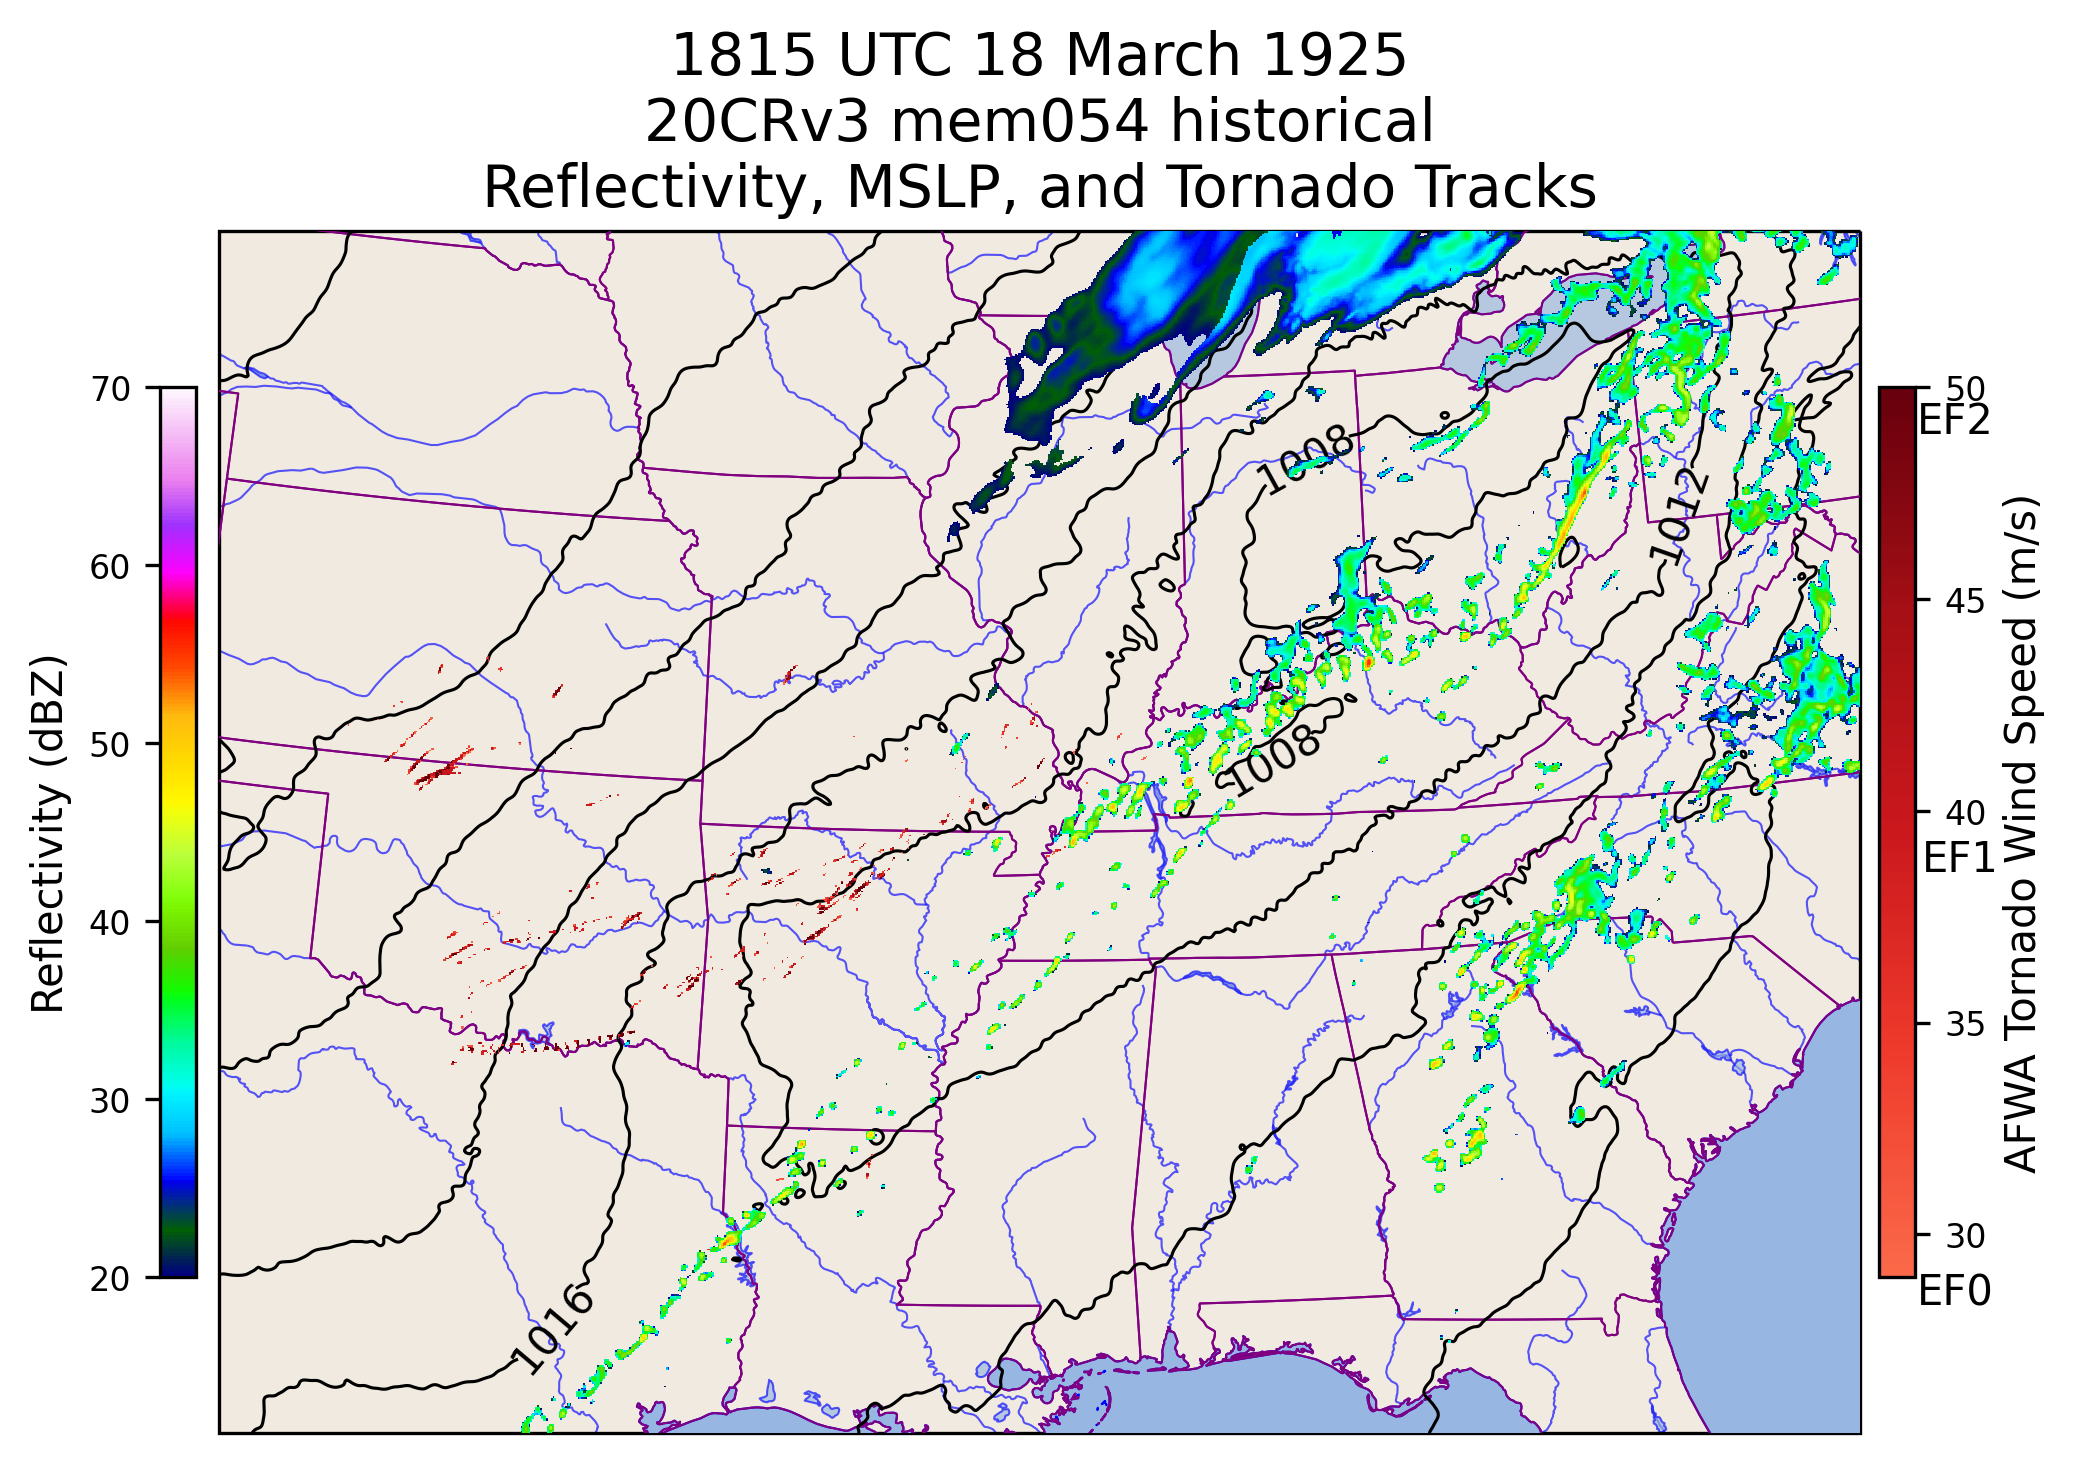 1815 UTC 18 March 1925
20CRv3 mem054 historical
Reflectivity, MSLP, and Tornado Tracks
Reflectivity (dBZ)
70
60
50
40
30
20
1008
1012
1008
1016
50
EF2
45
40
EF1
35
30
EF0
AFWA Tornado Wind Speed (m/s)